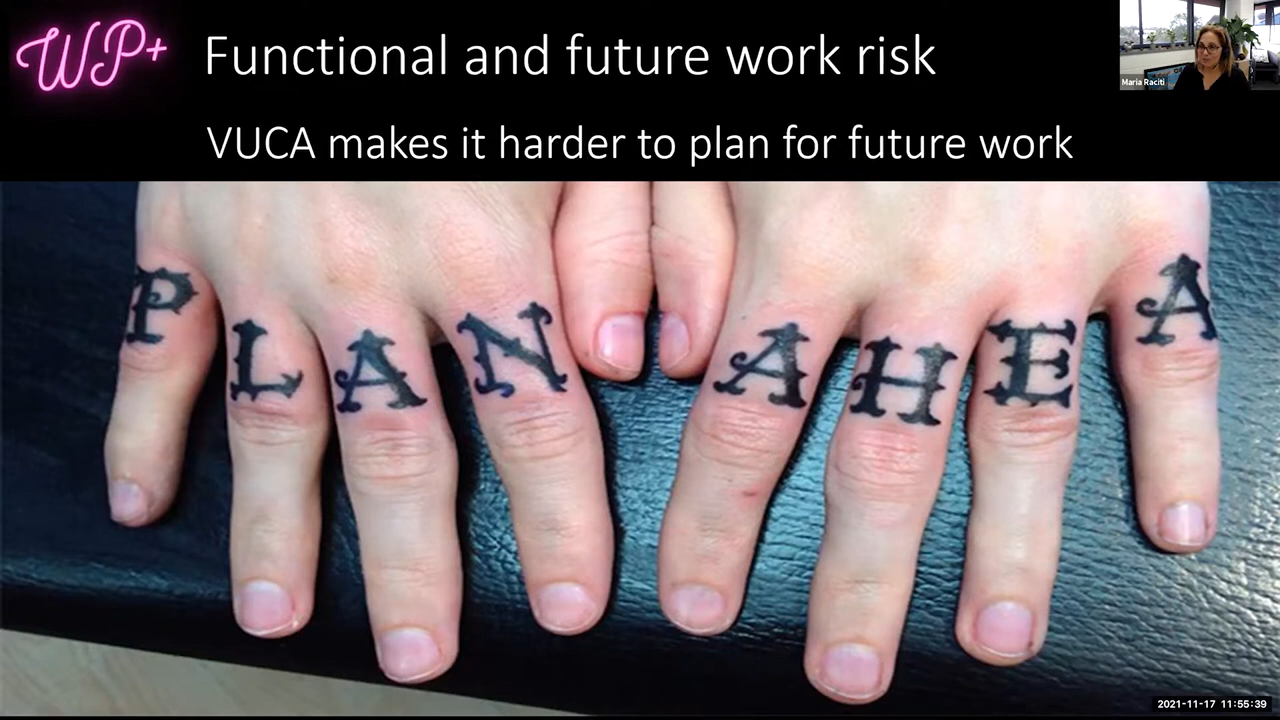 WP+
Functional and future work risk
Maria Raciti
VUCA makes it harder to plan for future work
PLAN AHEA
2021-11-17 11:55:39